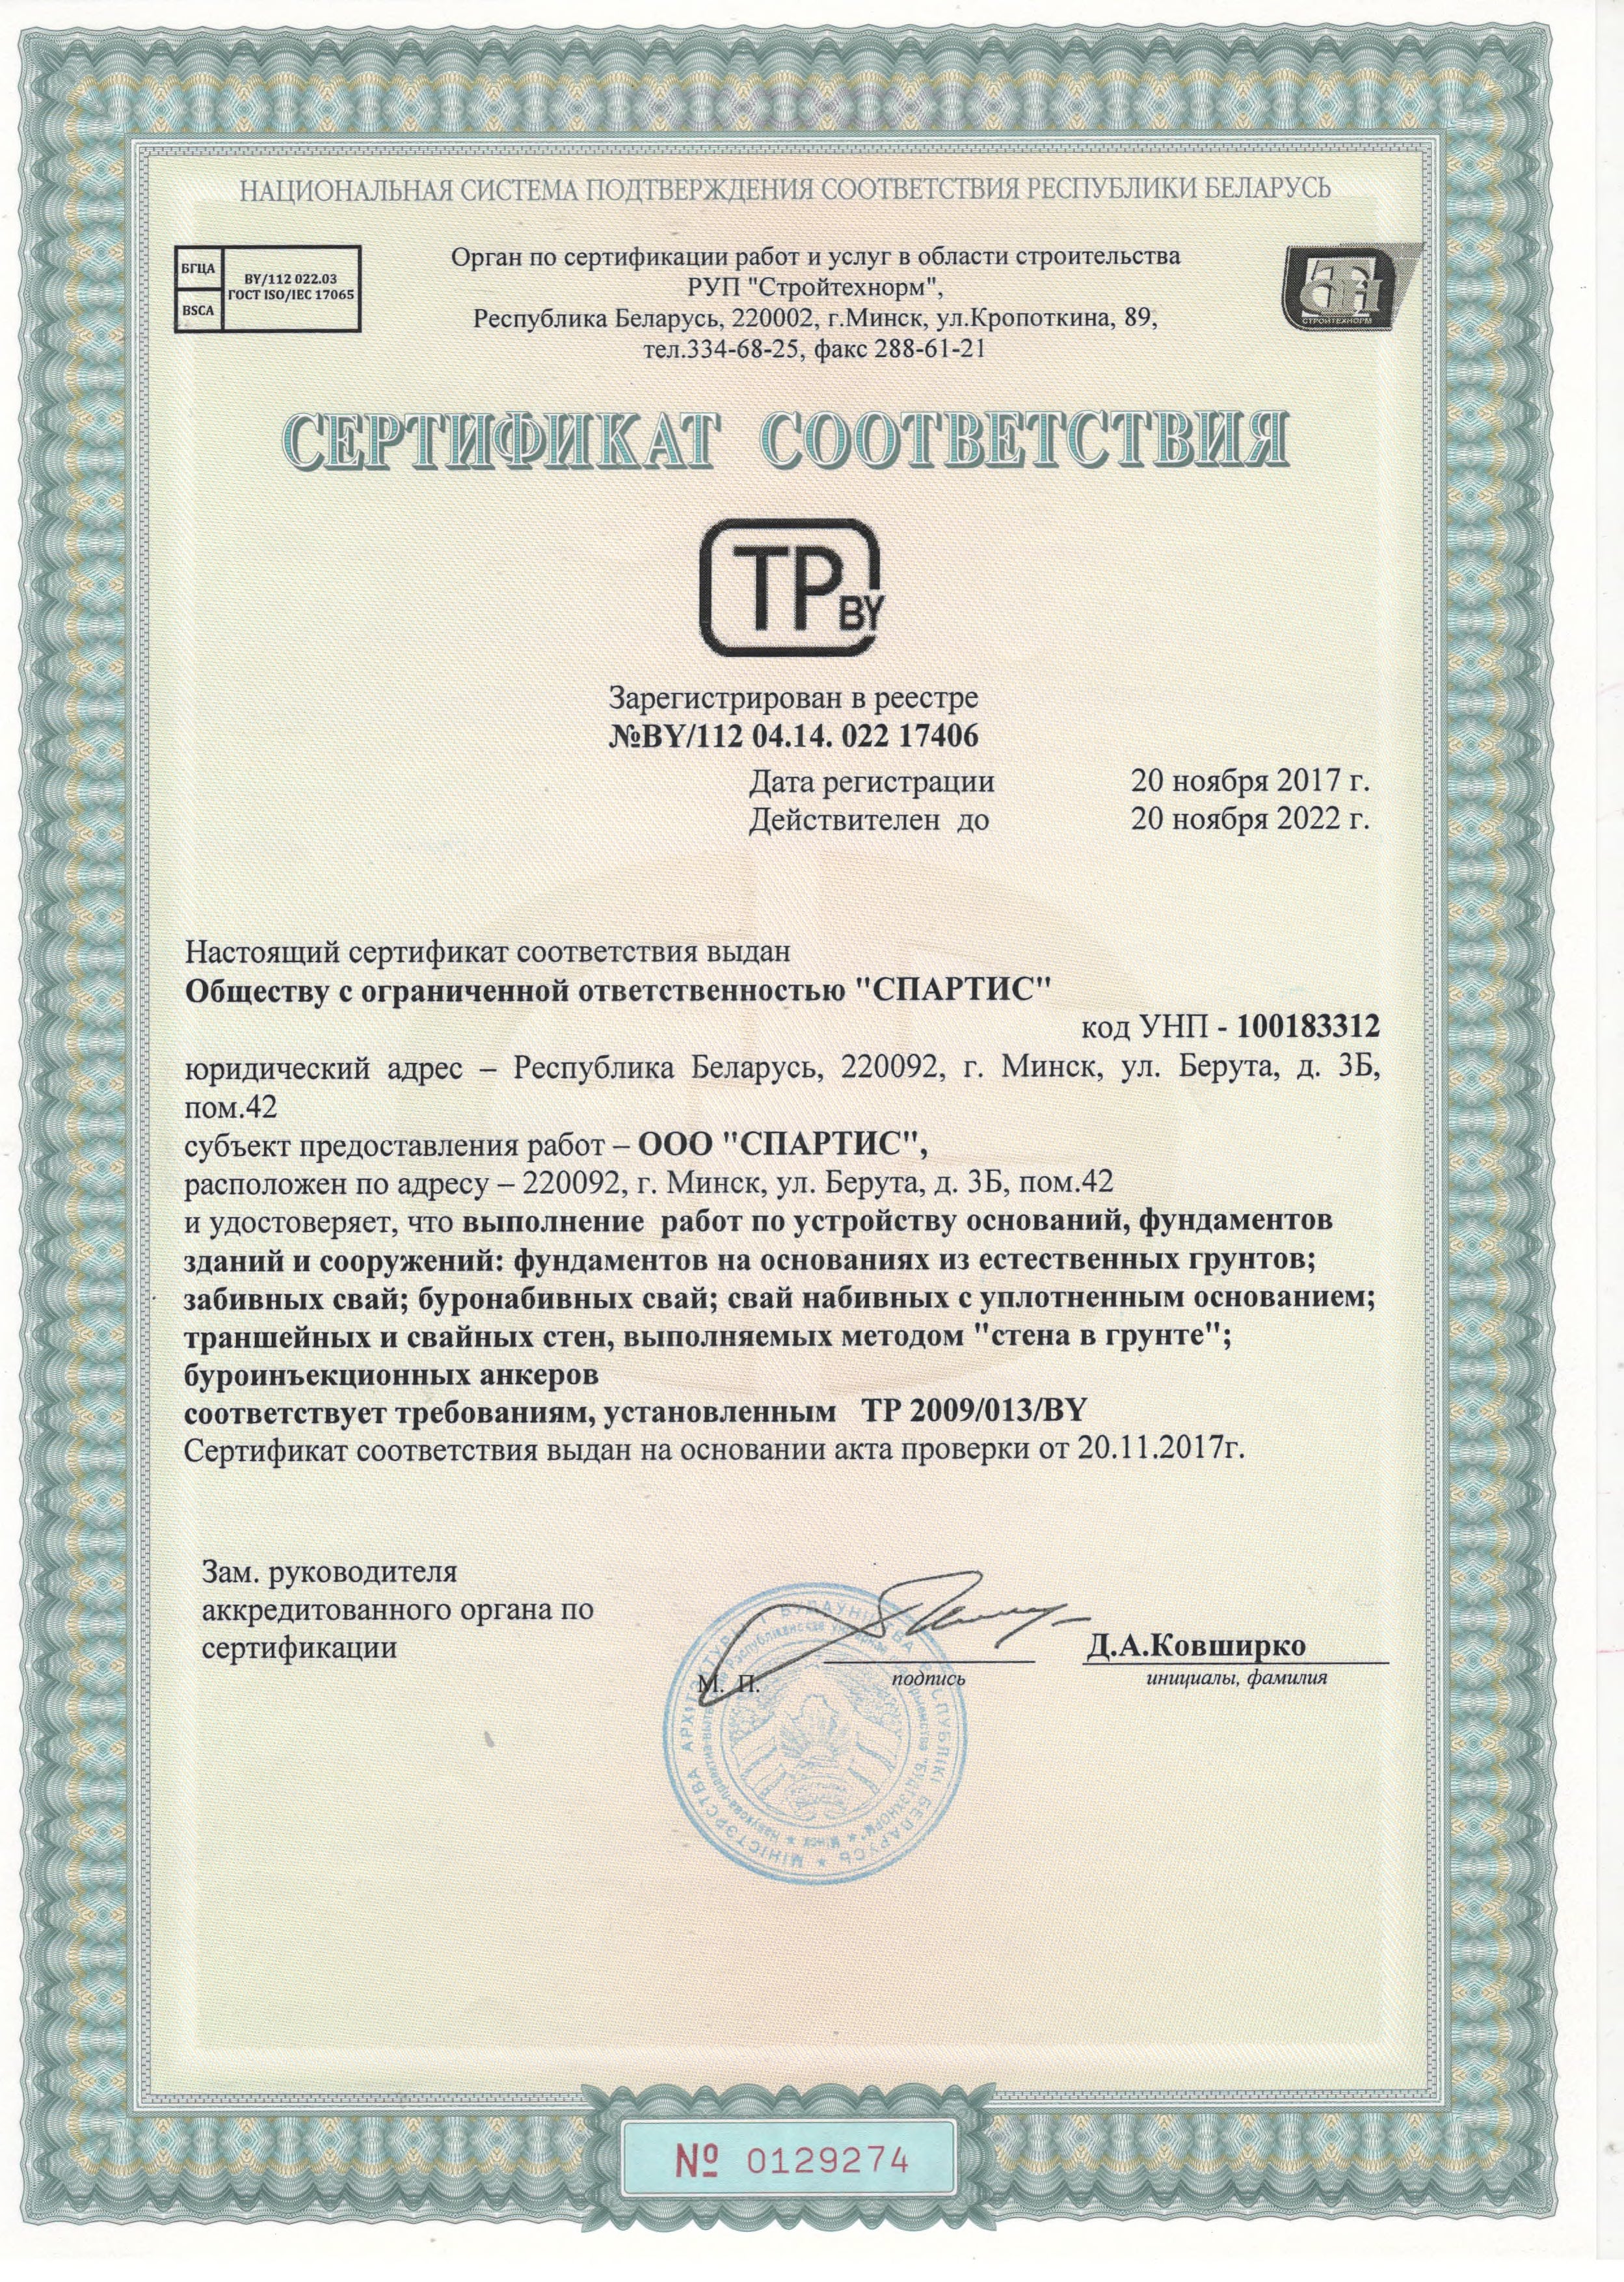 НАЦИОНАЛЬНАЯ СИСТЕМА ПОДТВЕРЖДЕНИЯ СООТВЕТСТВИЯ РЕСПУБЛИКИ БЕЛАРУСЬ
БГЦА
BSCA
BY/112 022.03
ГОСТ ISO/IEC 17065
Орган по сертификации работ и услуг в области строительства
РУП "Стройтехнорм",
Республика Беларусь, 220002, г.Минск, ул.Кропоткина, 89,
тел.334-68-25, факс 288-61-21
СТРОЙТЕХНОРМ
СЕРТИФИКАТ СООТВЕТСТВИЯ
ТР BY
Зарегистрирован в реестре
№BY/112 04.14. 022 17406
Дата регистрации 20 ноября 2017 г.
Действителен до 20 ноября 2022 г.
Настоящий сертификат соответствия выдан
Обществу с ограниченной ответственностью "СПАРТИС"
код УНП - 100183312
юридический адрес – Республика Беларусь, 220092, г. Минск, ул. Берута, д. 3Б,
пом.42
субъект предоставления работ – ООО "СПАРТИС",
расположен по адресу – 220092, г. Минск, ул. Берута, д. 3Б, пом.42
и удостоверяет, что выполнение работ по устройству оснований, фундаментов
зданий и сооружений: фундаментов на основаниях из естественных грунтов;
забивных свай; буронабивных свай; свай набивных с уплотненным основанием;
траншейных и свайных стен, выполняемых методом "стена в грунте";
буроинъекционных анкеров
соответствует требованиям, установленным ТР 2009/013/BY
Сертификат соответствия выдан на основании акта проверки от 20.11.2017г.
Зам. руководителя
аккредитованного органа по
сертификации
М. П.
подпись
Д.А.Ковширко
инициалы, фамилия
МІНІСТЭРСТВА АРХІТЭКТУРЫ БУДАЎНІЦТВА РЭСПУБЛІКІ БЕЛАРУСЬ
№ 0129274